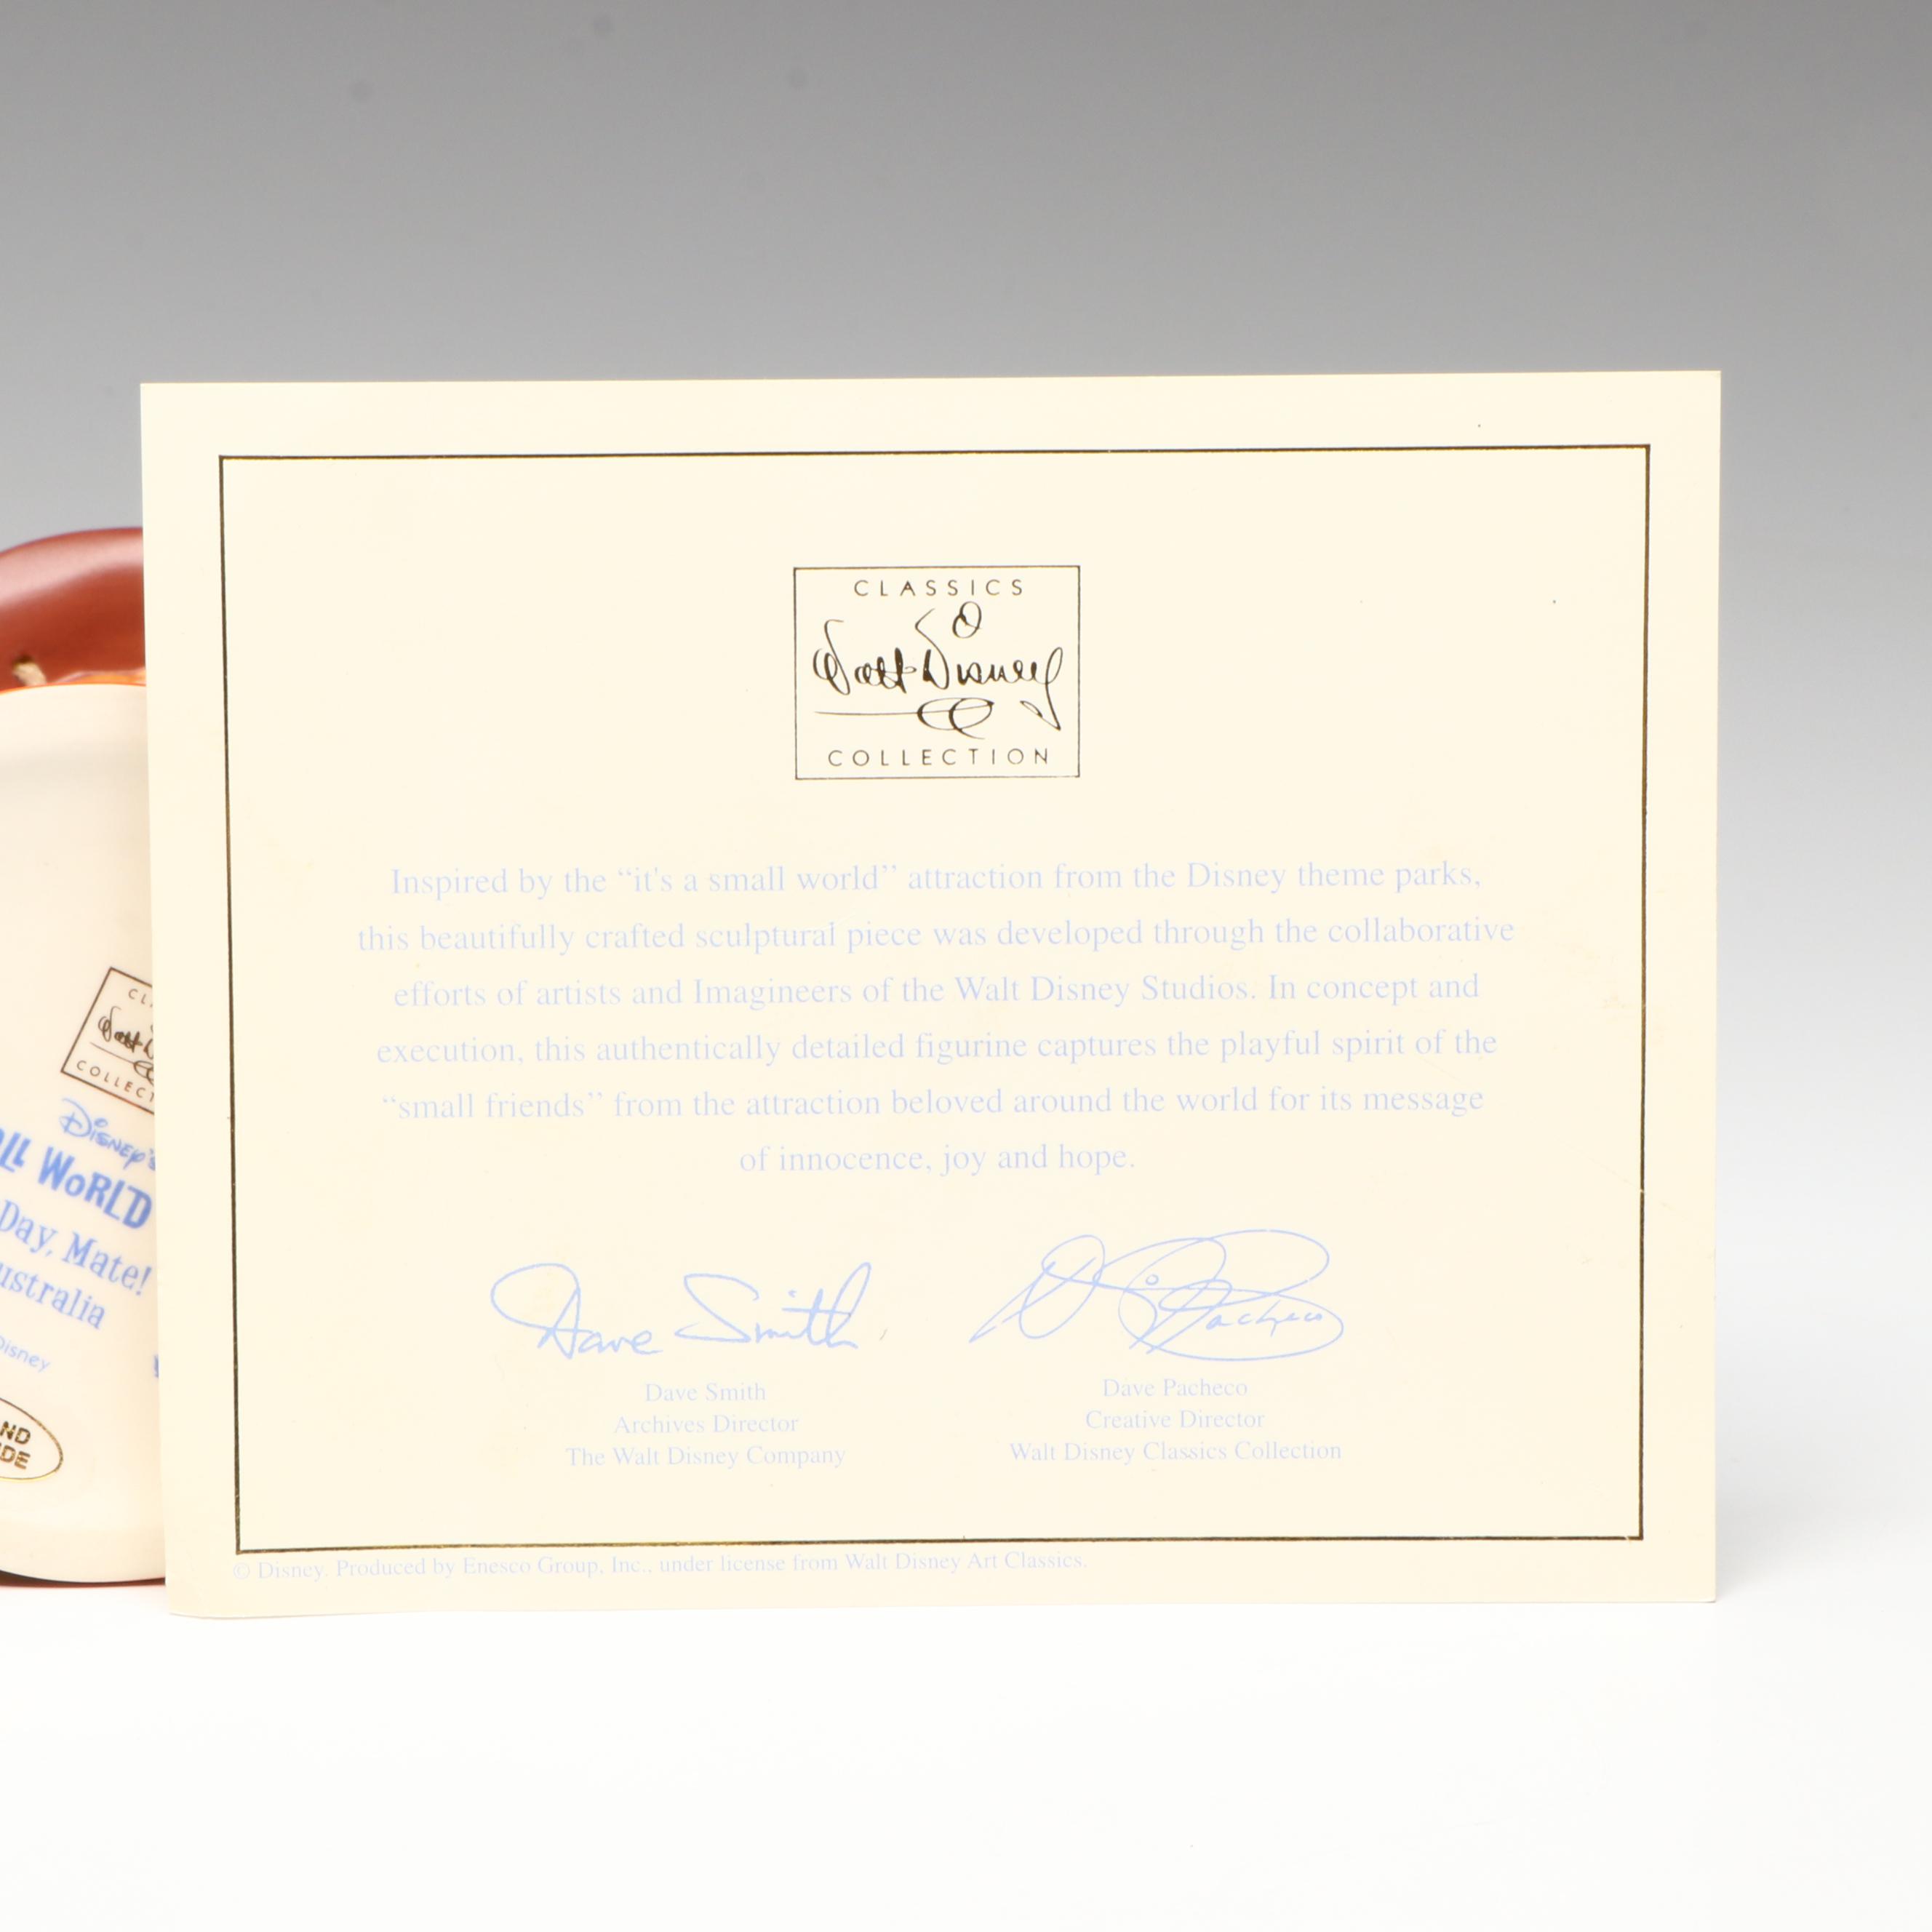 CLASSICS
Walt Disney
COLLECTION
Inspired by the “it's a small world” attraction from the Disney theme parks,
this beautifully crafted sculptural piece was developed through the collaborative
efforts of artists and Imagineers of the Walt Disney Studios. In concept and
execution, this authentically detailed figurine captures the playful spirit of the
“small friends” from the attraction beloved around the world for its message
of innocence, joy and hope.
Dave Smith
Pacheco
Dave Smith
Archives Director
The Walt Disney Company
Dave Pacheco
Creative Director
Walt Disney Classics Collection
© Disney. Produced by Enesco Group, Inc., under license from Walt Disney Art Classics.
Walt
DISNEY'S
WORLD
Day, Mate!